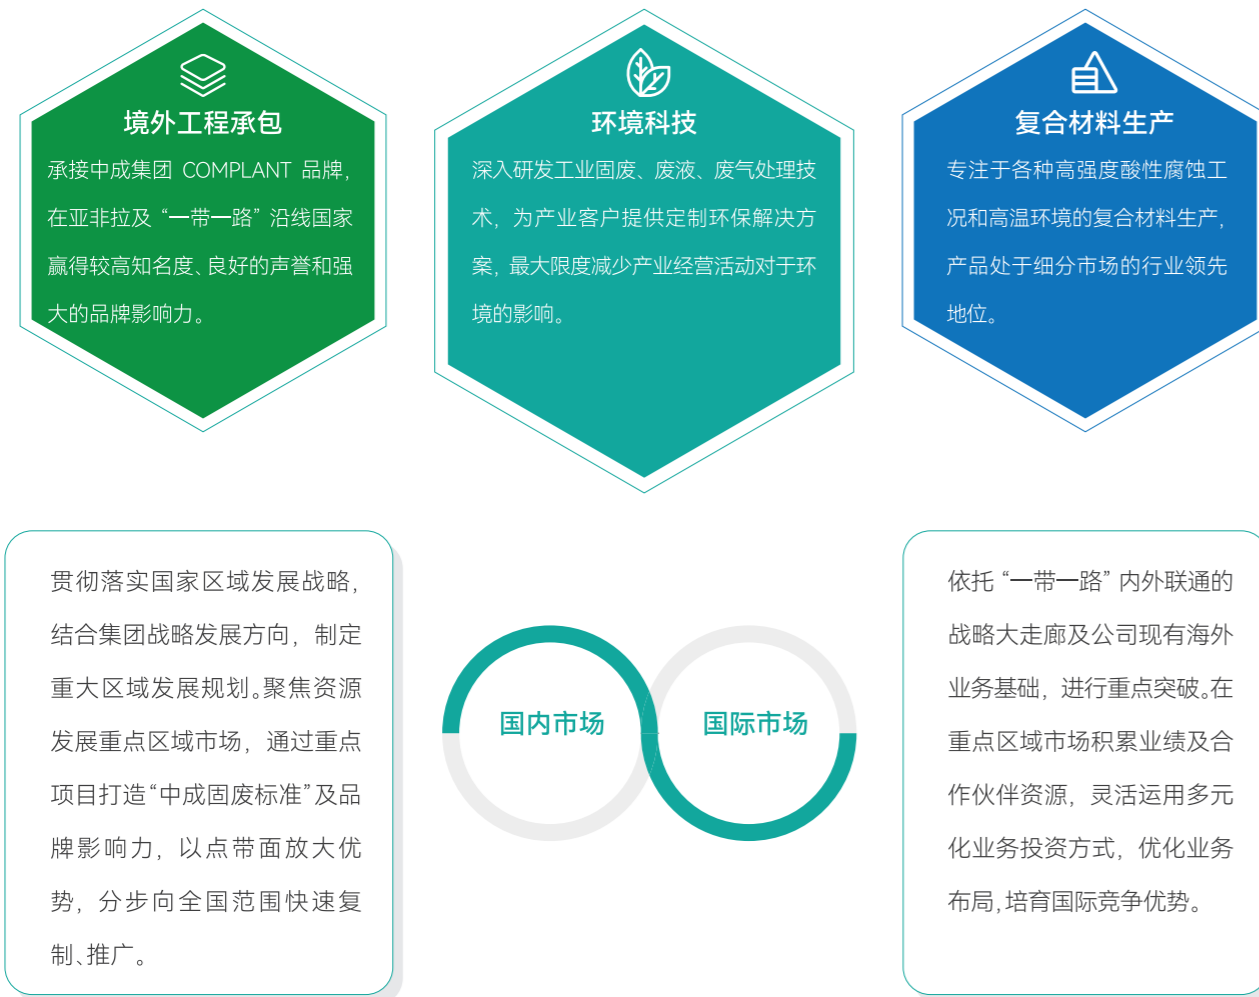 境外工程承包
承接中成集团 COMPLANT 品牌,
在亚非拉及“一带一路”沿线国家
赢得较高知名度、良好的声誉和强
大的品牌影响力。
环境科技
深入研发工业固废、废液、废气处理技
术, 为产业客户提供定制环保解决方
案, 最大限度减少产业经营活动对于环
境的影响。
复合材料生产
专注于各种高强度酸性腐蚀工
况和高温环境的复合材料生产,
产品处于细分市场的行业领先
地位。
贯彻落实国家区域发展战略,
结合集团战略发展方向, 制定
重大区域发展规划。聚焦资源
发展重点区域市场, 通过重点
项目打造“中成固废标准”及品
牌影响力, 以点带面放大优
势, 分步向全国范围快速复
制、推广。
国内市场
国际市场
依托“一带一路”内外联通的
战略大走廊及公司现有海外
业务基础, 进行重点突破。在
重点区域市场积累业绩及合
作伙伴资源, 灵活运用多元
化业务投资方式, 优化业务
布局, 培育国际竞争优势。